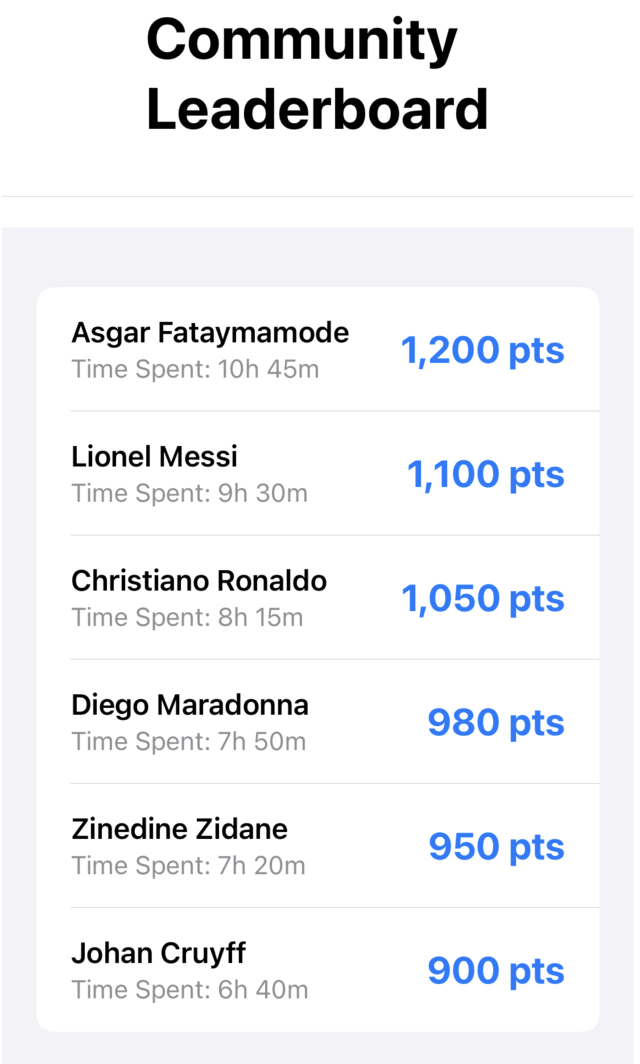 Community
Leaderboard
Asgar Fataymamode
Time Spent: 10h 45m
1,200 pts
Lionel Messi
Time Spent: 9h 30m
1,100 pts
Christiano Ronaldo
Time Spent: 8h 15m
1,050 pts
Diego Maradonna
Time Spent: 7h 50m
980 pts
Zinedine Zidane
Time Spent: 7h 20m
950 pts
Johan Cruyff
Time Spent: 6h 40m
900 pts